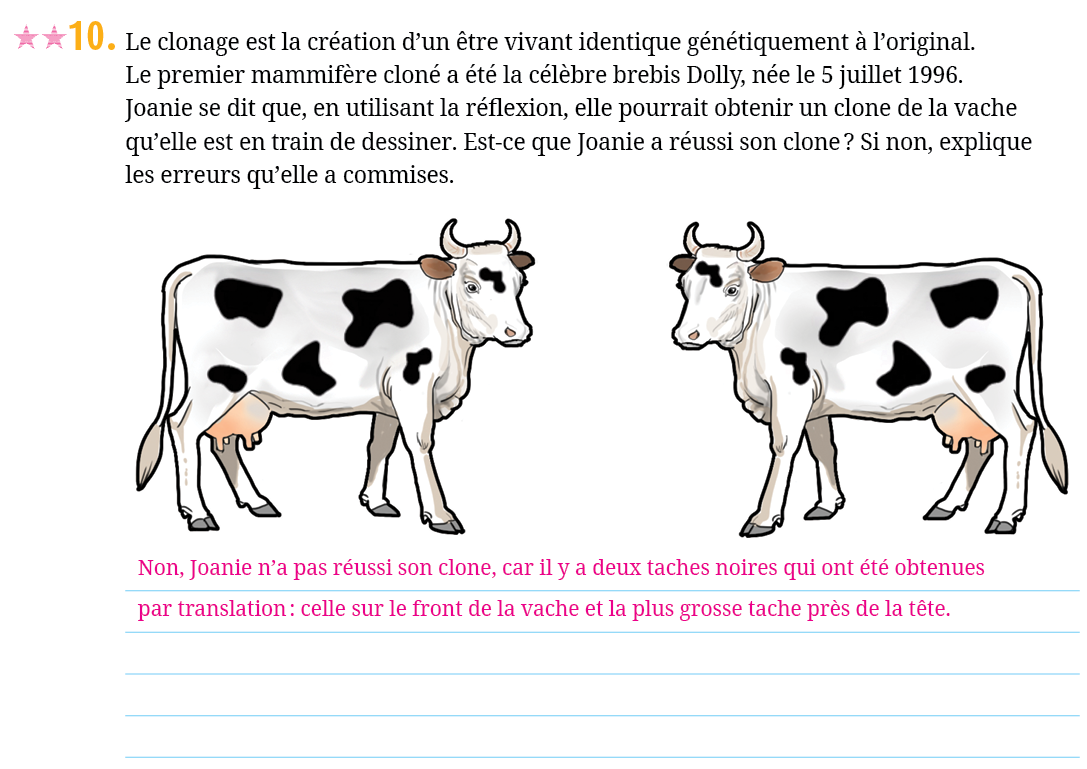 ★★10. Le clonage est la création d’un être vivant identique génétiquement à l’original.
Le premier mammifère cloné a été la célèbre brebis Dolly, née le 5 juillet 1996.
Joanie se dit que, en utilisant la réflexion, elle pourrait obtenir un clone de la vache
qu’elle est en train de dessiner. Est-ce que Joanie a réussi son clone ? Si non, explique
les erreurs qu’elle a commises.
Non, Joanie n’a pas réussi son clone, car il y a deux taches noires qui ont été obtenues
par translation : celle sur le front de la vache et la plus grosse tache près de la tête.